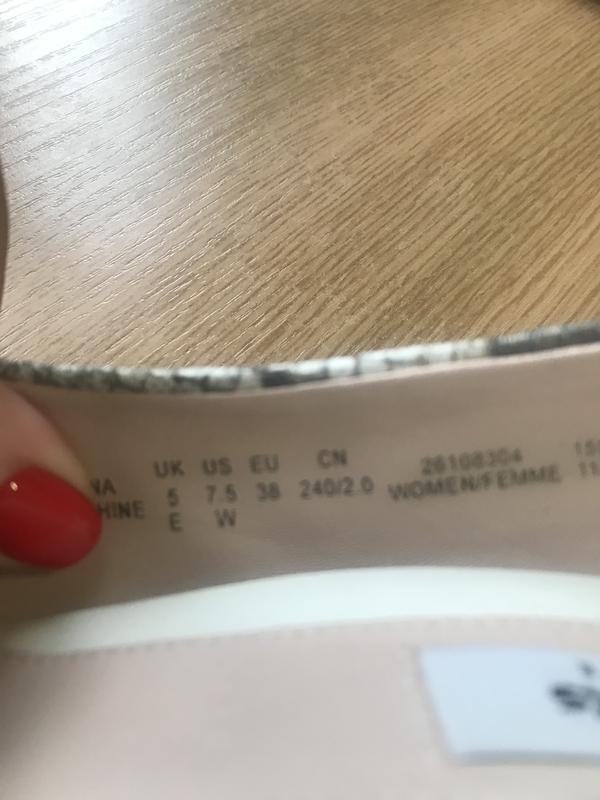 UK US EU CN 26108304
5 7.5 38 240/2.0 WOMEN/FEMME
E W